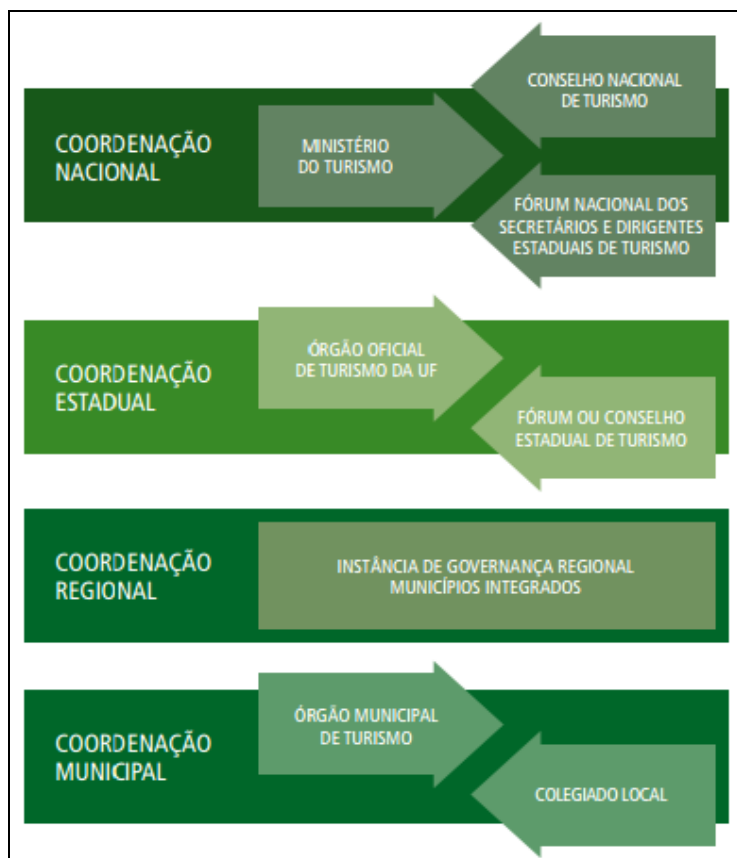 COORDENAÇÃO
NACIONAL
MINISTÉRIO
DO TURISMO
CONSELHO NACIONAL
DE TURISMO
FÓRUM NACIONAL DOS
SECRETÁRIOS E DIRIGENTES
ESTADUAIS DE TURISMO
COORDENAÇÃO
ESTADUAL
ÓRGÃO OFICIAL
DE TURISMO DA UF
FÓRUM OU CONSELHO
ESTADUAL DE TURISMO
COORDENAÇÃO
REGIONAL
INSTÂNCIA DE GOVERNANÇA REGIONAL
MUNICÍPIOS INTEGRADOS
COORDENAÇÃO
MUNICIPAL
ÓRGÃO MUNICIPAL
DE TURISMO
COLEGIADO LOCAL